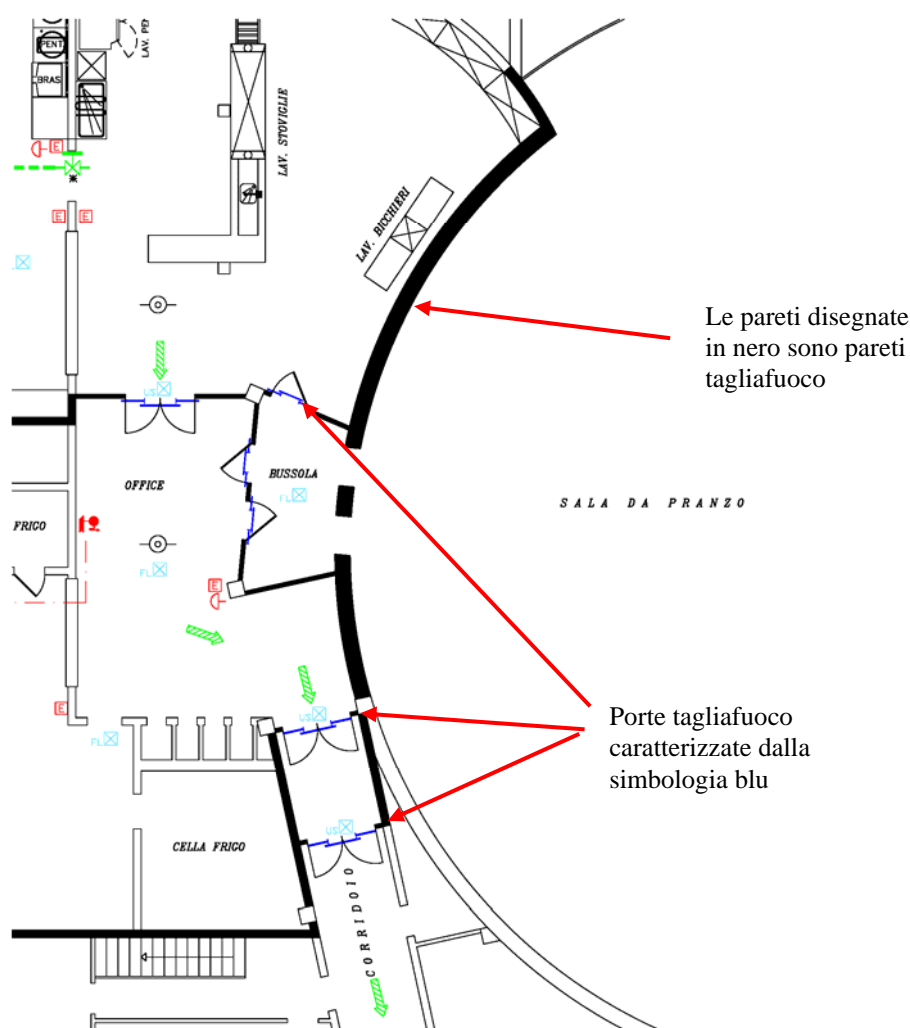 PENT.
LAV. PE
BRAS
E
LAV. STOVIGLIE
LAV. BICCHIERI
E
E
Le pareti disegnate
in nero sono pareti
tagliafuoco
US
OFFICE
BUSSOLA
FL
SALA DA PRANZO
FRIGO
FL
E
E
US
FL
Porte tagliafuoco
caratterizzate dalla
simbologia blu
US
CELLA FRIGO
CORRIDOIO